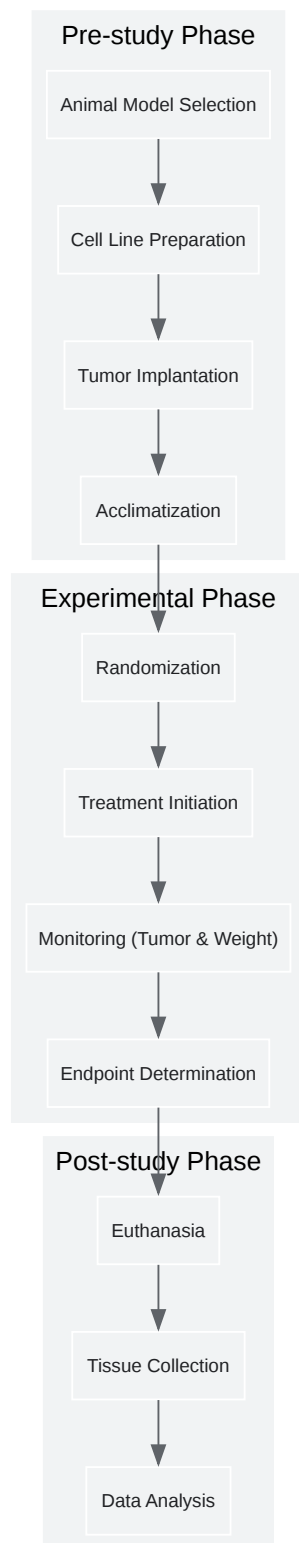 Pre-study Phase
Animal Model Selection
Cell Line Preparation
Tumor Implantation
Acclimatization
Experimental Phase
Randomization
Treatment Initiation
Monitoring (Tumor & Weight)
Endpoint Determination
Post-study Phase
Euthanasia
Tissue Collection
Data Analysis